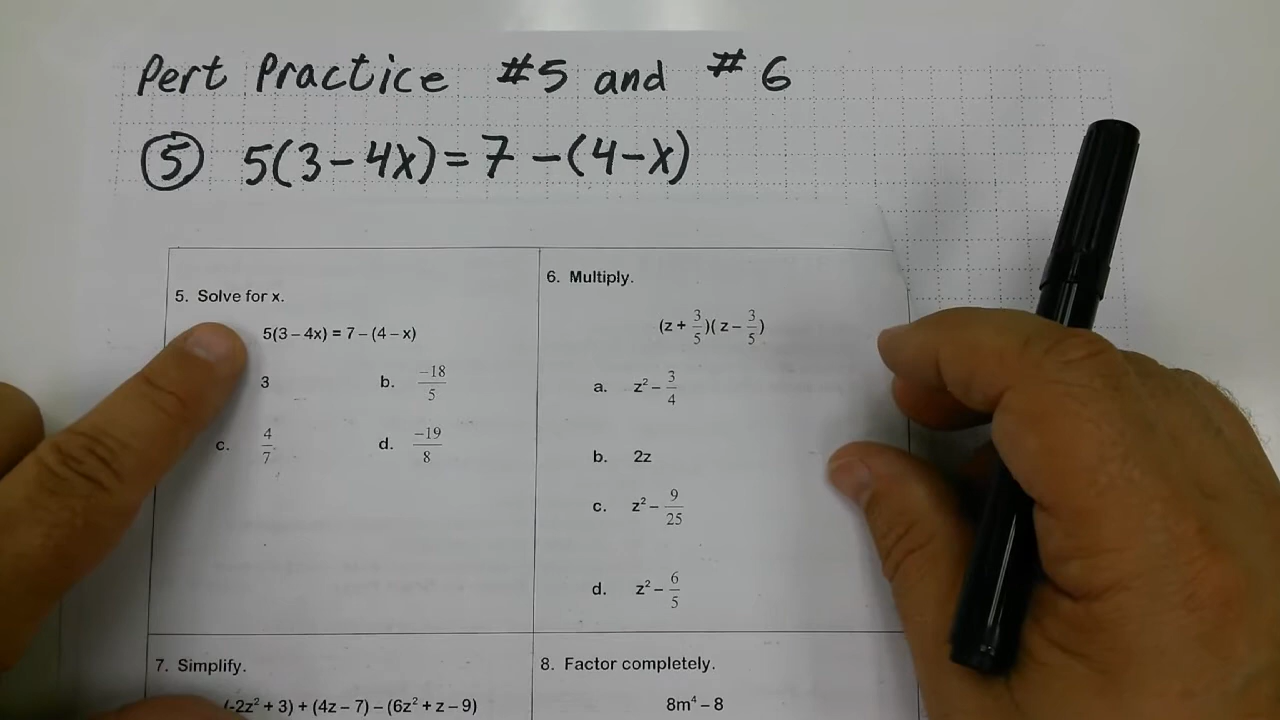 Pert Practice #5 and #6
⑤ 5(3-4x)=7-(4-x)
5. Solve for x.
5(3 – 4x) = 7 – (4 – x)
3 b. -18/5
c. 4/7 d. -19/8
6. Multiply.
(z + 3/5)( z – 3/5)
a. z² – 3/4
b. 2z
c. z² – 9/25
d. z² – 6/5
7. Simplify.
(-2z² + 3) + (4z – 7) – (6z² + z – 9)
8. Factor completely.
8m⁴ – 8